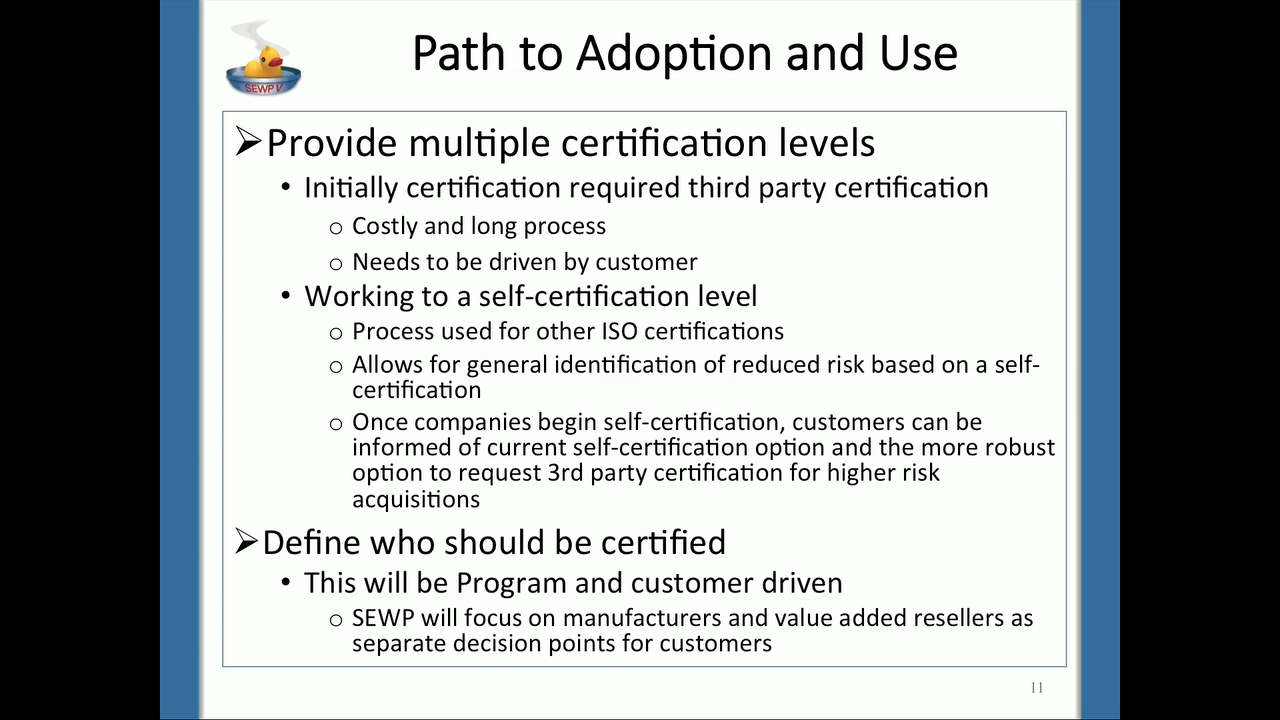 SEWP V
Path to Adoption and Use
➢Provide multiple certification levels
• Initially certification required third party certification
o Costly and long process
o Needs to be driven by customer
• Working to a self-certification level
o Process used for other ISO certifications
o Allows for general identification of reduced risk based on a self-
certification
o Once companies begin self-certification, customers can be
informed of current self-certification option and the more robust
option to request 3rd party certification for higher risk
acquisitions
➢Define who should be certified
• This will be Program and customer driven
o SEWP will focus on manufacturers and value added resellers as
separate decision points for customers
11